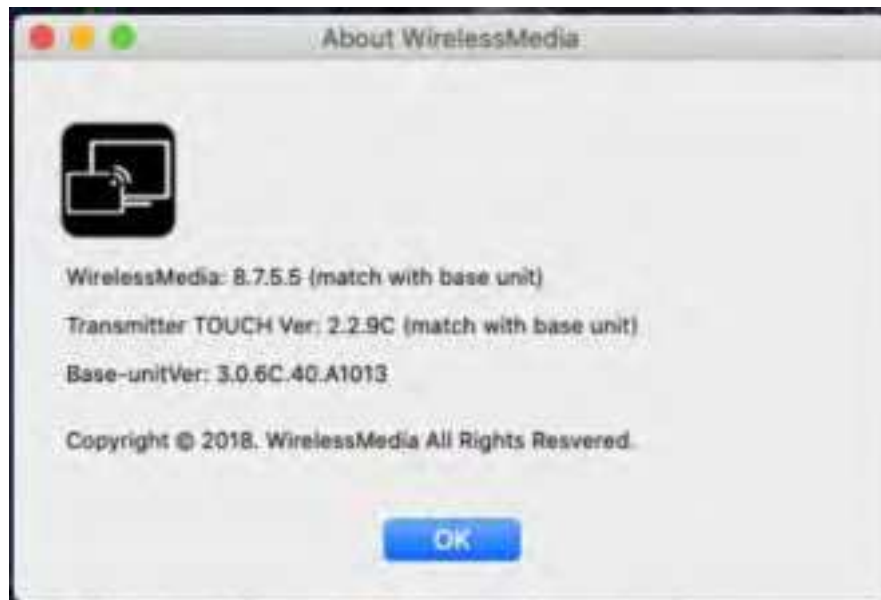 About WirelessMedia
WirelessMedia: 8.7.5.5 (match with base unit)
Transmitter TOUCH Ver: 2.2.9C (match with base unit)
Base-unitVer: 3.0.6C.40.A1013
Copyright © 2018. WirelessMedia All Rights Resvered.
OK